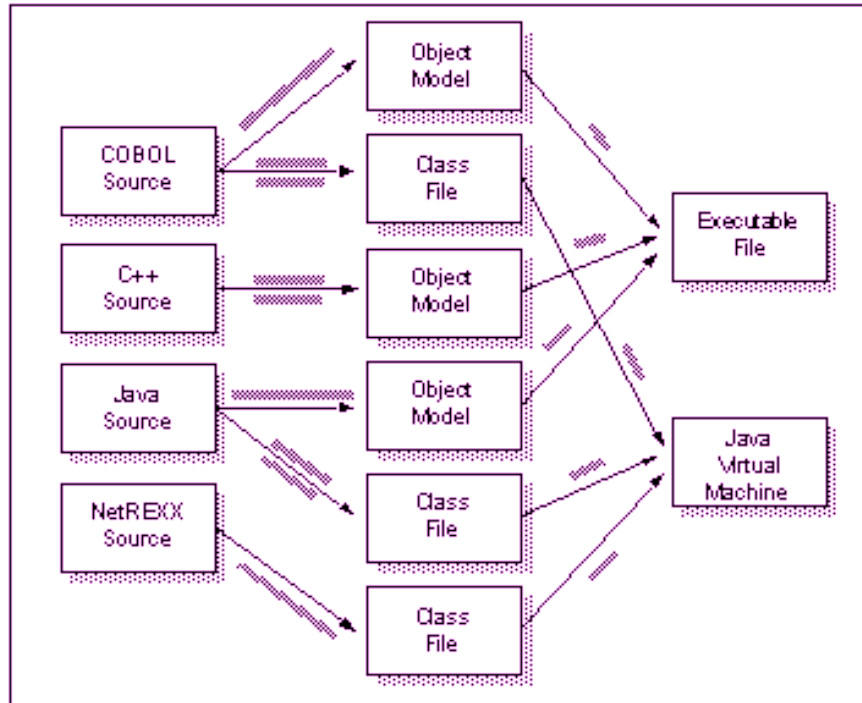 COBOL
Source
C++
Source
Java
Source
NetREXX
Source
Object
Model
Class
File
Object
Model
Object
Model
Class
File
Class
File
Executable
File
Java
Virtual
Machine